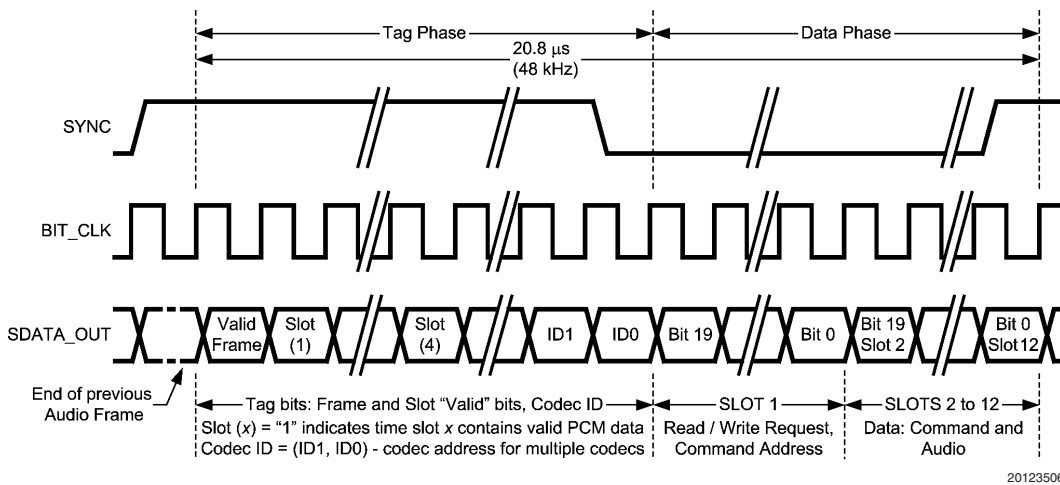 Tag Phase
Data Phase
20.8 µs
(48 kHz)
SYNC
BIT_CLK
SDATA_OUT
Valid
Frame
Slot
(1)
Slot
(4)
ID1
ID0
Bit 19
Bit 0
Bit 19
Slot 2
Bit 0
Slot 12
End of previous
Audio Frame
Tag bits: Frame and Slot “Valid” bits, Codec ID
Slot (x) = “1” indicates time slot x contains valid PCM data
Codec ID = (ID1, ID0) - codec address for multiple codecs
SLOT 1
Read / Write Request,
Command Address
SLOTS 2 to 12
Data: Command and
Audio